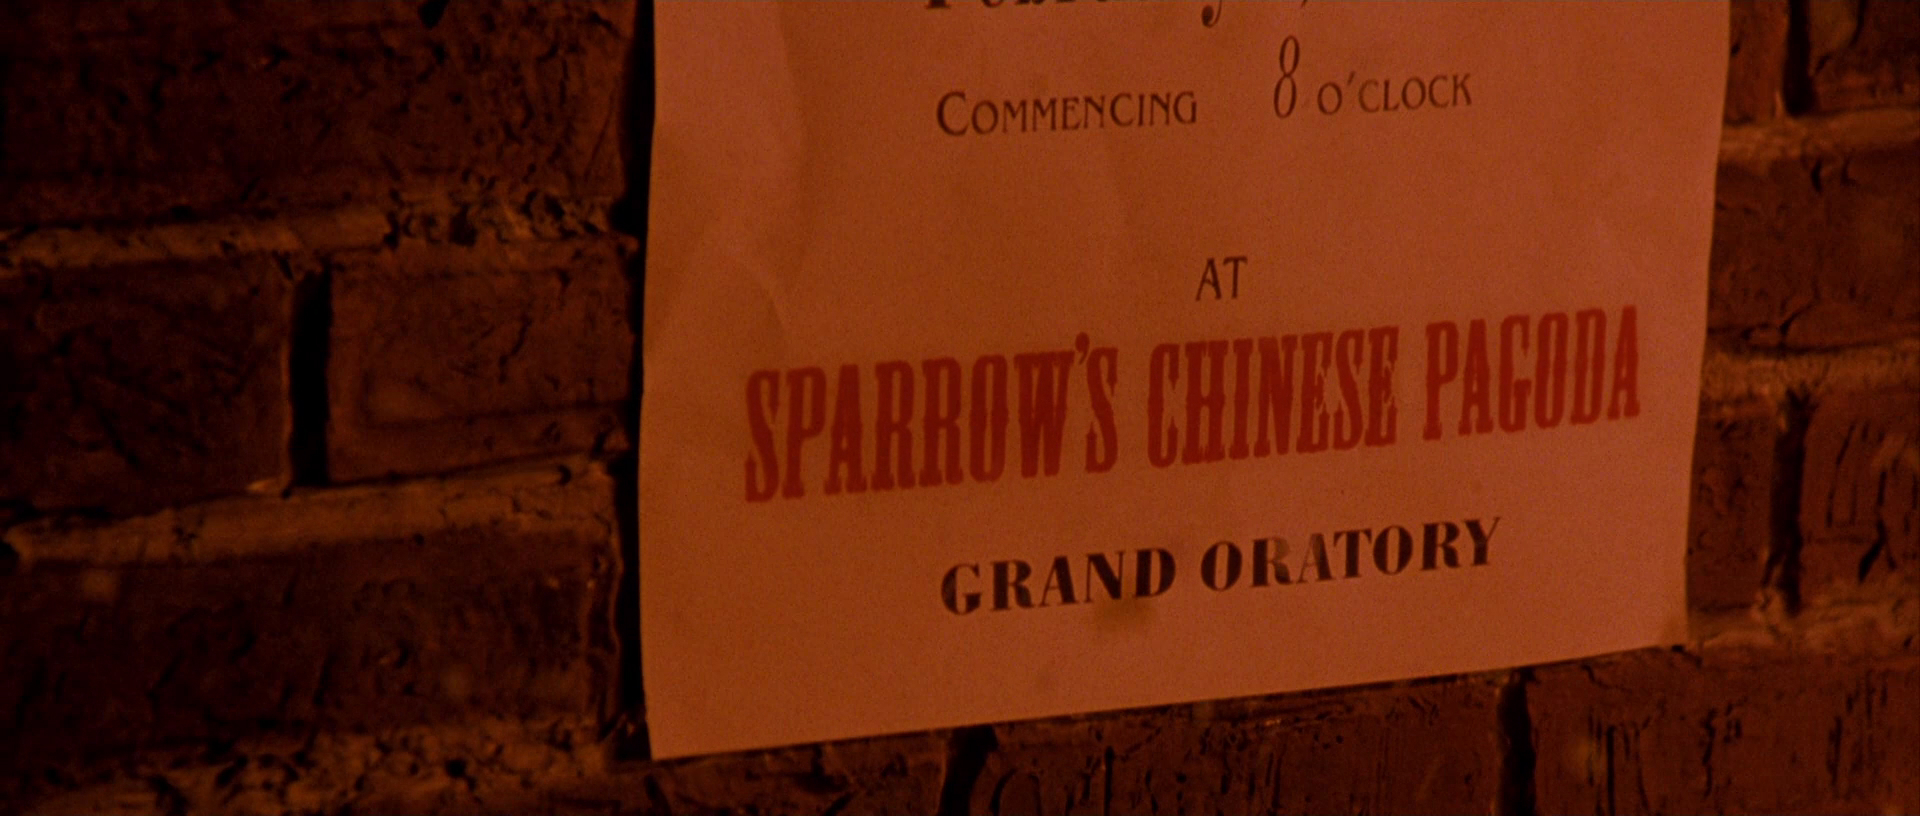 COMMENCING 8 O'CLOCK
AT
SPARROW'S CHINESE PAGODA
GRAND ORATORY